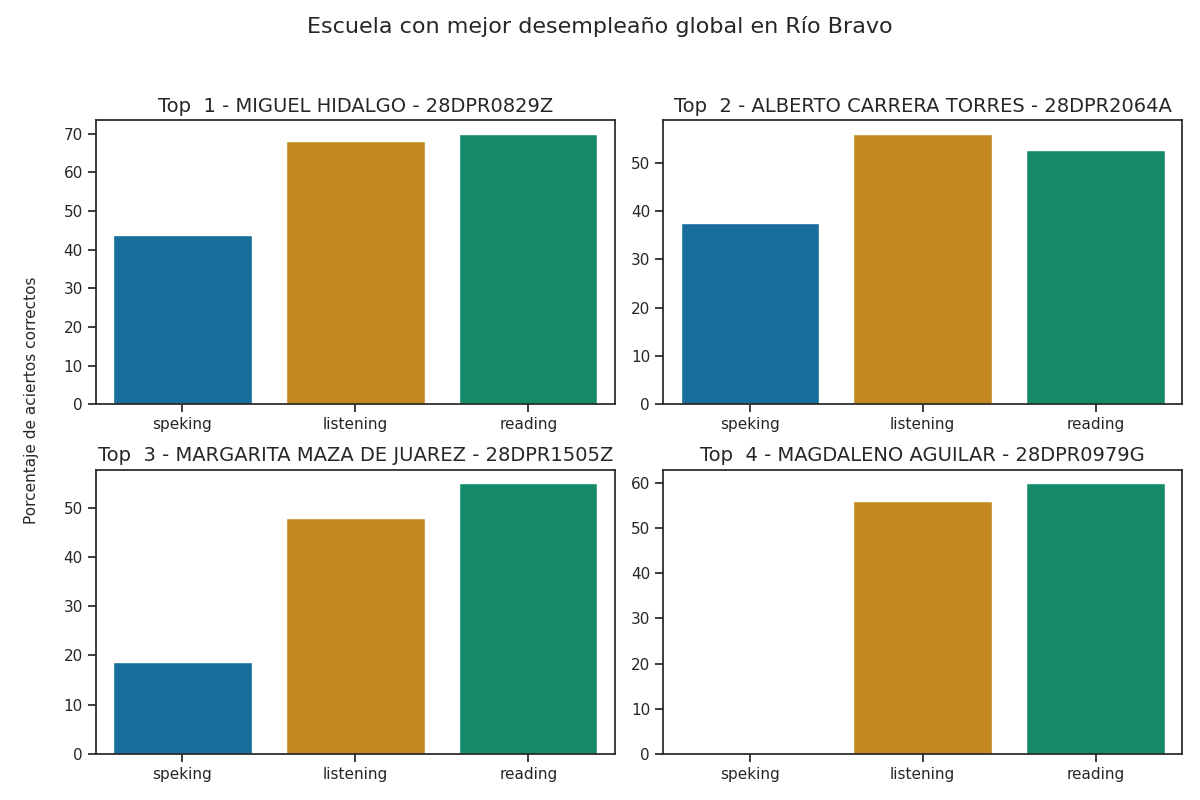 Escuela con mejor desempleaño global en Río Bravo
Porcentaje de aciertos correctos
Top  1 - MIGUEL HIDALGO - 28DPR0829Z
70
60
50
40
30
20
10
0
speking listening reading
Top  2 - ALBERTO CARRERA TORRES - 28DPR2064A
50
40
30
20
10
0
speking listening reading
Top  3 - MARGARITA MAZA DE JUAREZ - 28DPR1505Z
50
40
30
20
10
0
speking listening reading
Top  4 - MAGDALENO AGUILAR - 28DPR0979G
60
50
40
30
20
10
0
speking listening reading